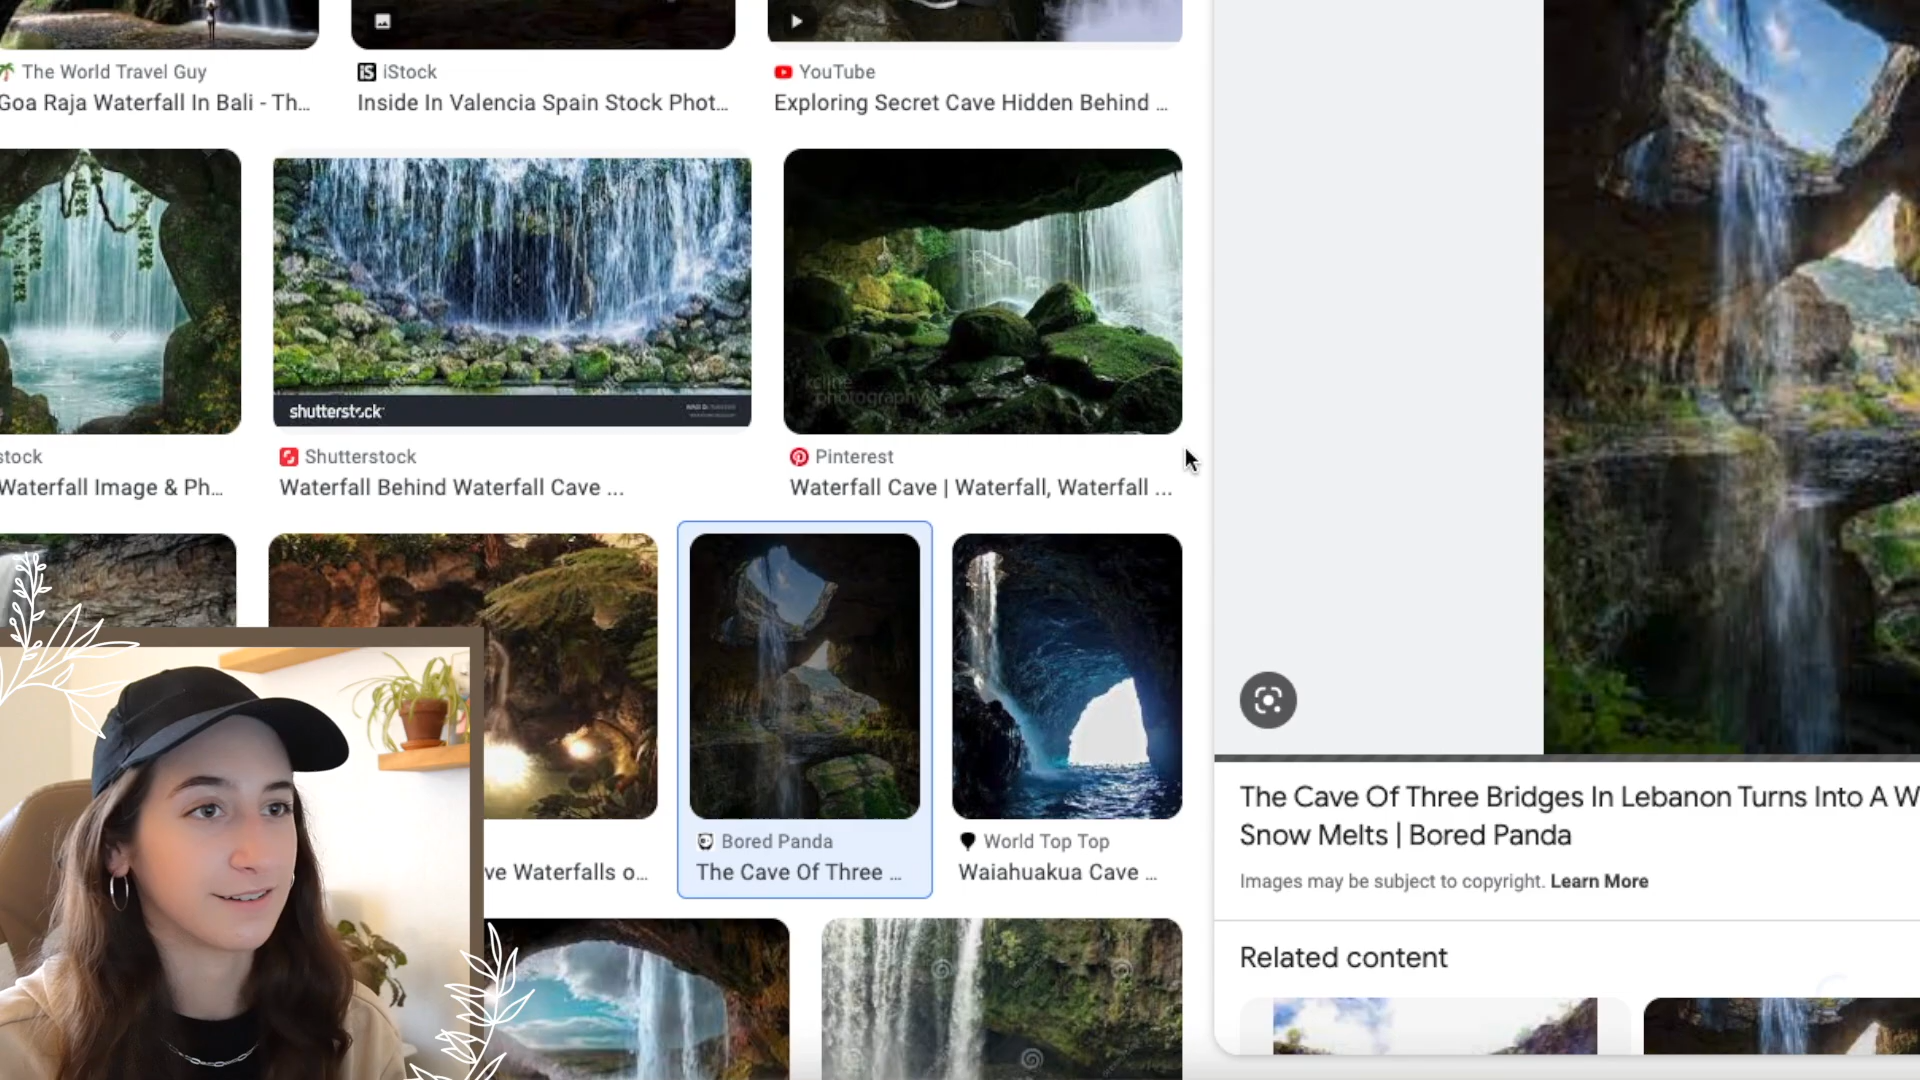 The World Travel Guy
Goa Raja Waterfall In Bali - Th...
iS iStock
Inside In Valencia Spain Stock Phot...
YouTube
Exploring Secret Cave Hidden Behind ...
shutterstock
kcline
photography
stock
Waterfall Image & Ph...
Shutterstock
Waterfall Behind Waterfall Cave ...
Pinterest
Waterfall Cave | Waterfall, Waterfall ...
ve Waterfalls o...
Bored Panda
The Cave Of Three ...
World Top Top
Waiahuakua Cave ...
The Cave Of Three Bridges In Lebanon Turns Into A W
Snow Melts | Bored Panda
Images may be subject to copyright. Learn More
Related content